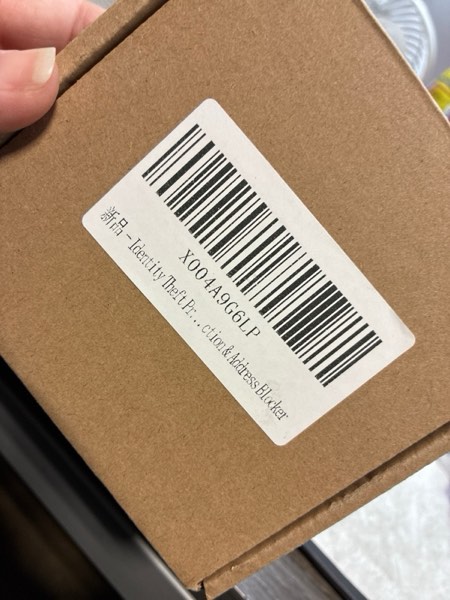 X004A9G6LP
新品 - Identity Theft Pr...ction & Address Blocker